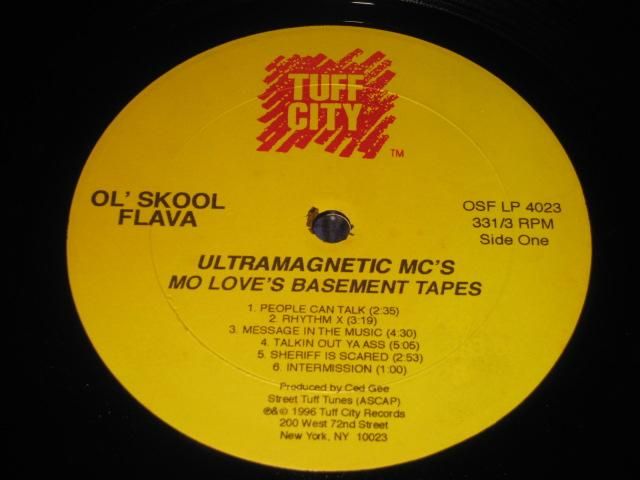 TUFF
CITY
TM
OL' SKOOL
FLAVA
OSF LP 4023
331/3 RPM
Side One
ULTRAMAGNETIC MC'S
MO LOVE'S BASEMENT TAPES
1. PEOPLE CAN TALK (2:35)
2. RHYTHM X (3:19)
3. MESSAGE IN THE MUSIC (4:30)
4. TALKIN OUT YA ASS (5:05)
5. SHERIFF IS SCARED (2:53)
6. INTERMISSION (1:00)
Produced by Ced Gee
Street Tuff Tunes (ASCAP)
℗&© 1996 Tuff City Records
200 West 72nd Street
New York, NY 10023